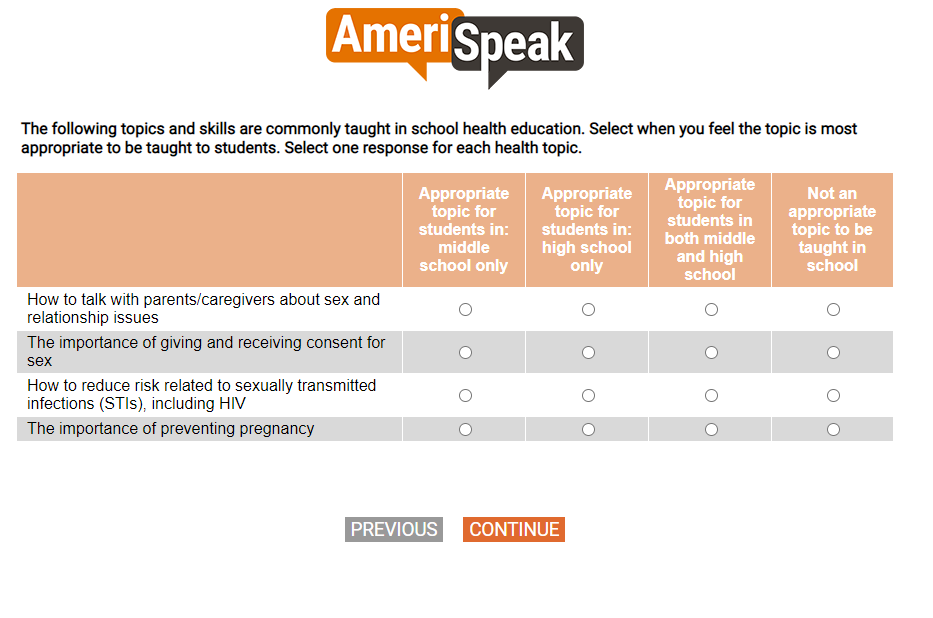 AmeriSpeak
The following topics and skills are commonly taught in school health education. Select when you feel the topic is most
appropriate to be taught to students. Select one response for each health topic.
Appropriate
topic for
students in:
middle
school only
Appropriate
topic for
students in:
high school
only
Appropriate
topic for
students in
both middle
and high
school
Not an
appropriate
topic to be
taught in
school
How to talk with parents/caregivers about sex and
relationship issues
The importance of giving and receiving consent for
sex
How to reduce risk related to sexually transmitted
infections (STIs), including HIV
The importance of preventing pregnancy
PREVIOUS CONTINUE